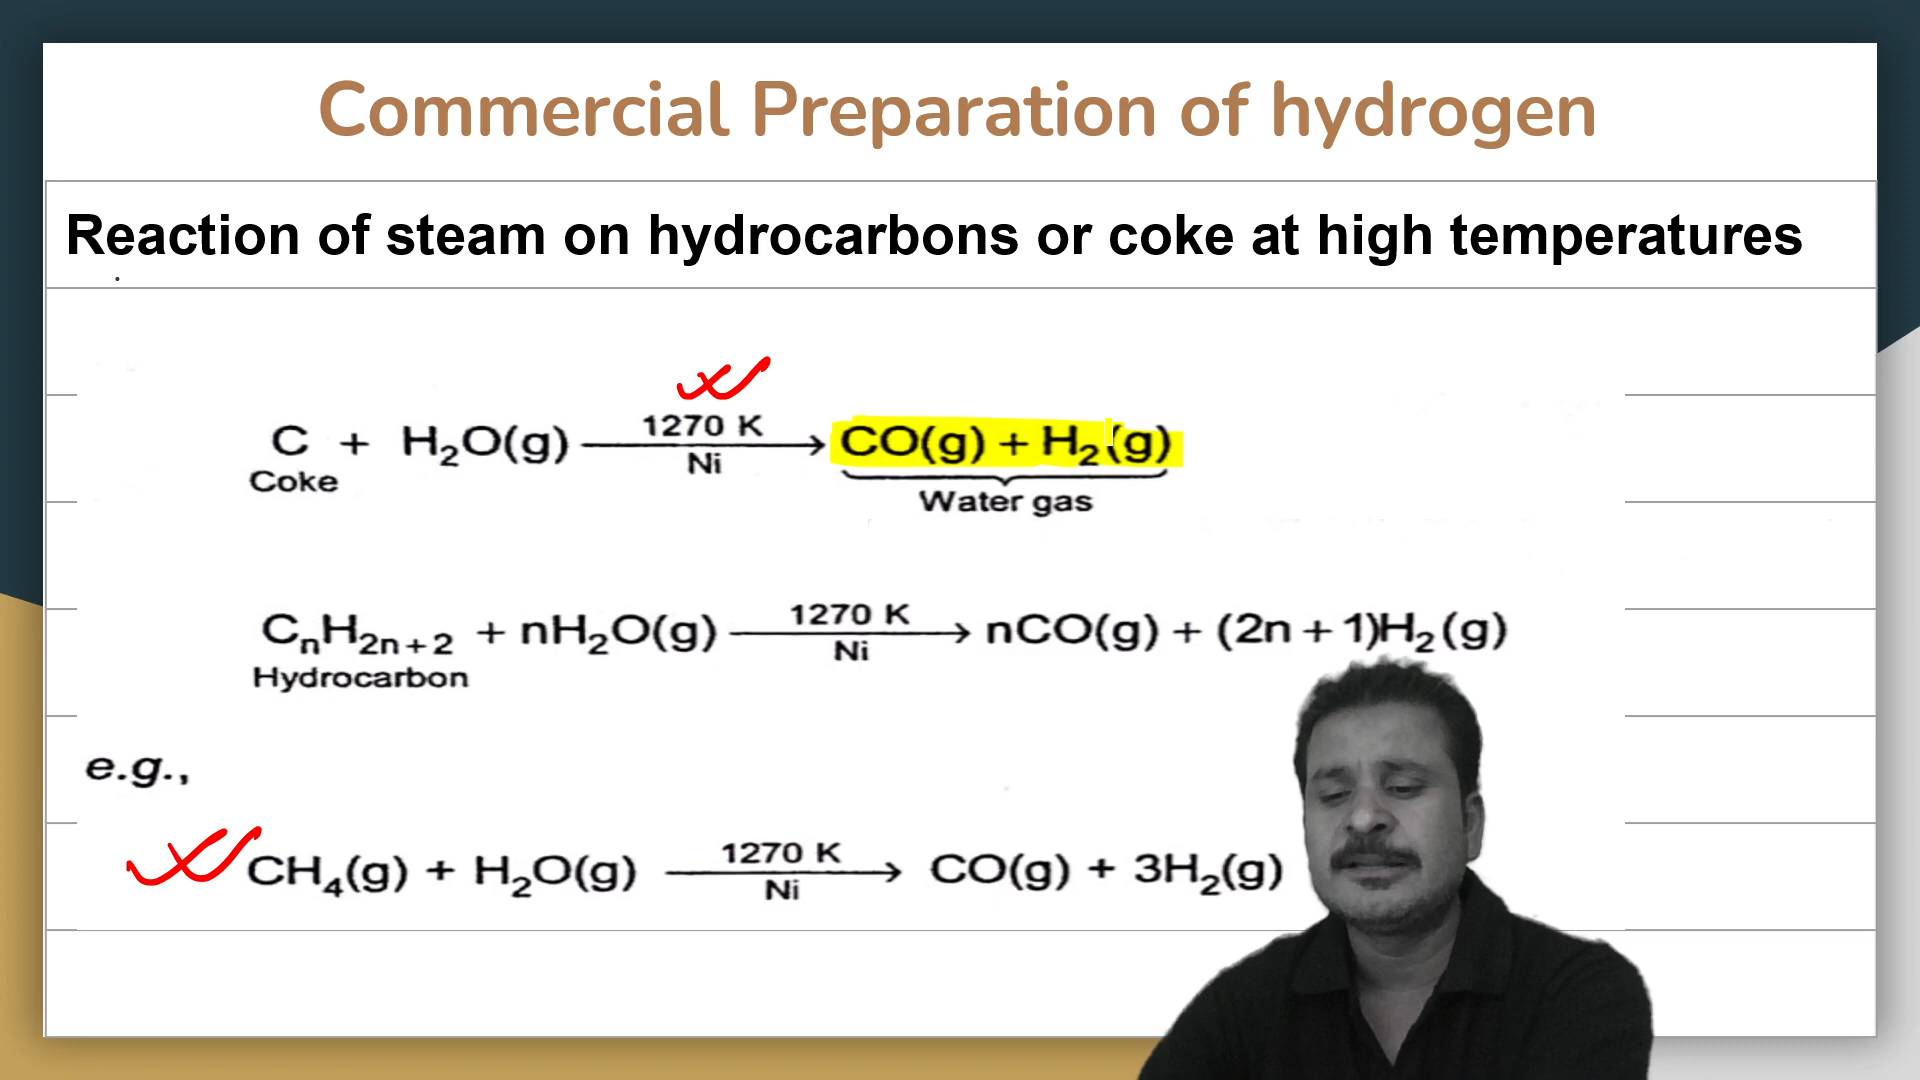 Commercial Preparation of hydrogen
Reaction of steam on hydrocarbons or coke at high temperatures
.
1270 K
C + H₂O(g) ⟶ CO(g) + H₂(g)
Ni
Coke
Water gas
1270 K
CₙH₂ₙ₊₂ + nH₂O(g) ⟶ nCO(g) + (2n + 1)H₂(g)
Ni
Hydrocarbon
e.g.,
1270 K
CH₄(g) + H₂O(g) ⟶ CO(g) + 3H₂(g)
Ni